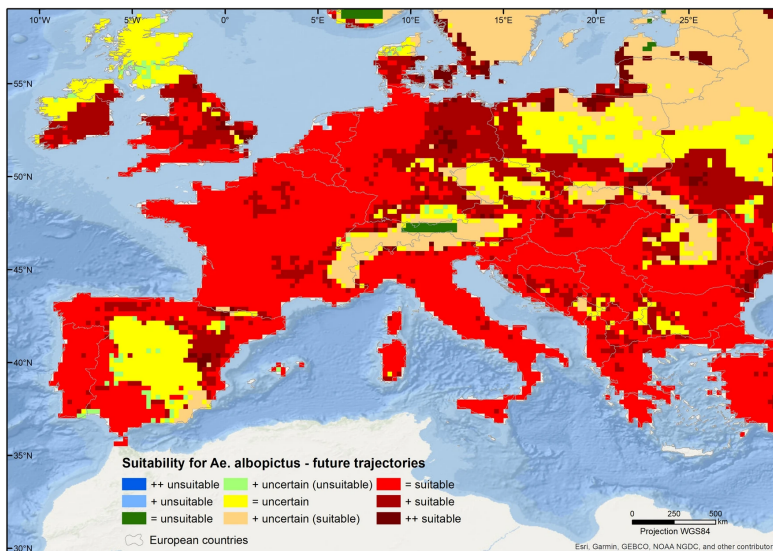 10°W 5°W 0° 5°E 10°E 15°E 20°E 25°E
55°N
50°N
45°N
40°N
35°N
30°N
Suitability for Ae. albopictus - future trajectories
++ unsuitable + uncertain (unsuitable) = suitable
+ unsuitable = uncertain + suitable
= unsuitable + uncertain (suitable) ++ suitable
European countries
0 250 500
km
Projection WGS84
Esri, Garmin, GEBCO, NOAA NGDC, and other contributors